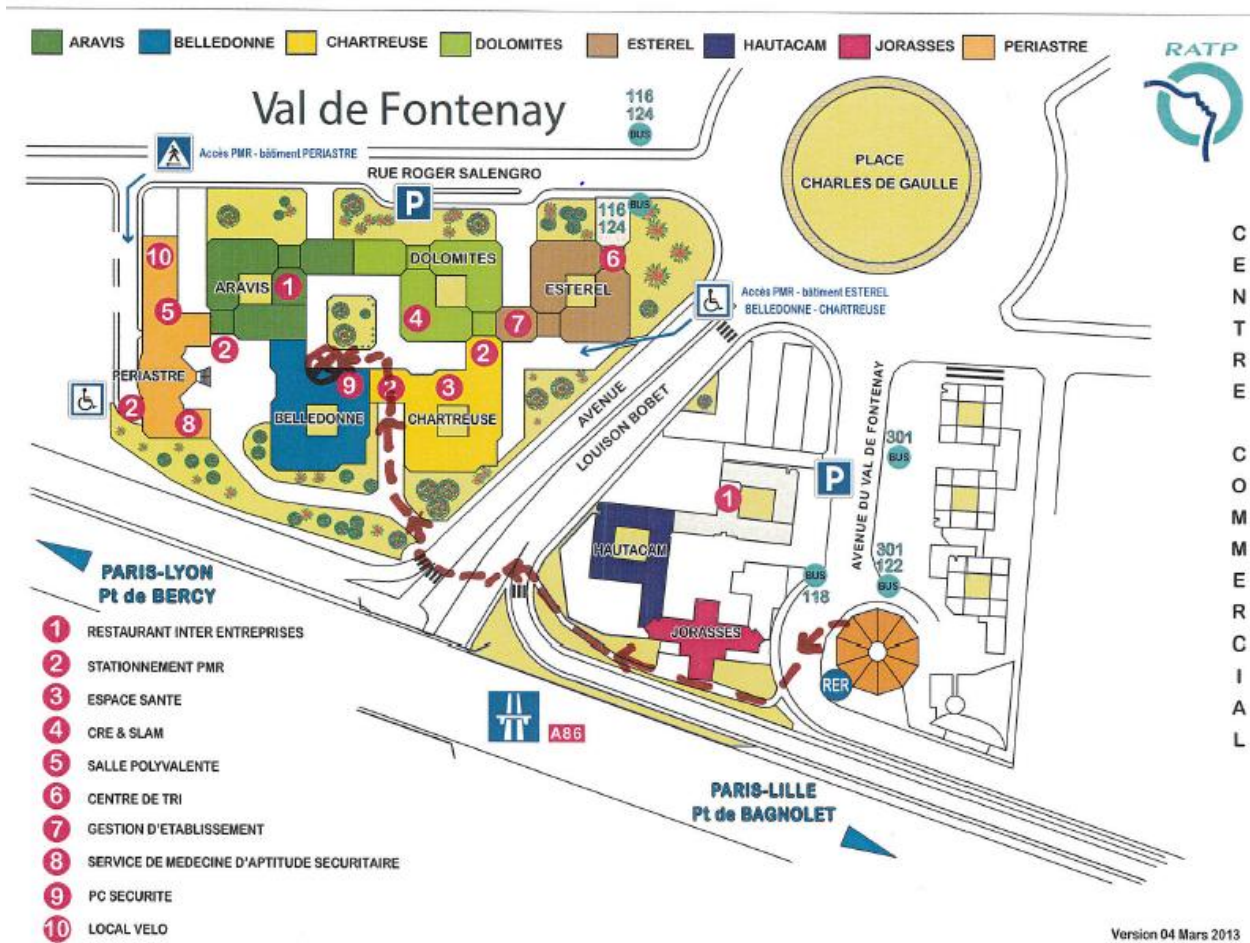 ARAVIS
BELLEDONNE
CHARTREUSE
DOLOMITES
ESTEREL
HAUTACAM
JORASSES
PERIASTRE
RATP
Val de Fontenay
116
124
BUS
Accès PMR - bâtiment PERIASTRE
RUE ROGER SALENGRO
P
PLACE
CHARLES DE GAULLE
116
124
BUS
10
DOLOMITES
6
ARAVIS
1
ESTEREL
Accès PMR - bâtiment ESTEREL
BELLEDONNE - CHARTREUSE
5
4
7
2
2
PERIASTRE
9
2
3
2
8
BELLEDONNE
CHARTREUSE
AVENUE
LOUISON BOBET
AVENUE DU VAL DE FONTENAY
301
BUS
P
1
HAUTACAM
301
122
BUS
BUS
118
JORASSES
RER
A86
PARIS-LYON
Pt de BERCY
PARIS-LILLE
Pt de BAGNOLET
CENTRE COMMERCIAL
1 RESTAURANT INTER ENTREPRISES
2 STATIONNEMENT PMR
3 ESPACE SANTE
4 CRE & SLAM
5 SALLE POLYVALENTE
6 CENTRE DE TRI
7 GESTION D'ETABLISSEMENT
8 SERVICE DE MEDECINE D'APTITUDE SECURITAIRE
9 PC SECURITE
10 LOCAL VELO
Version 04 Mars 2013